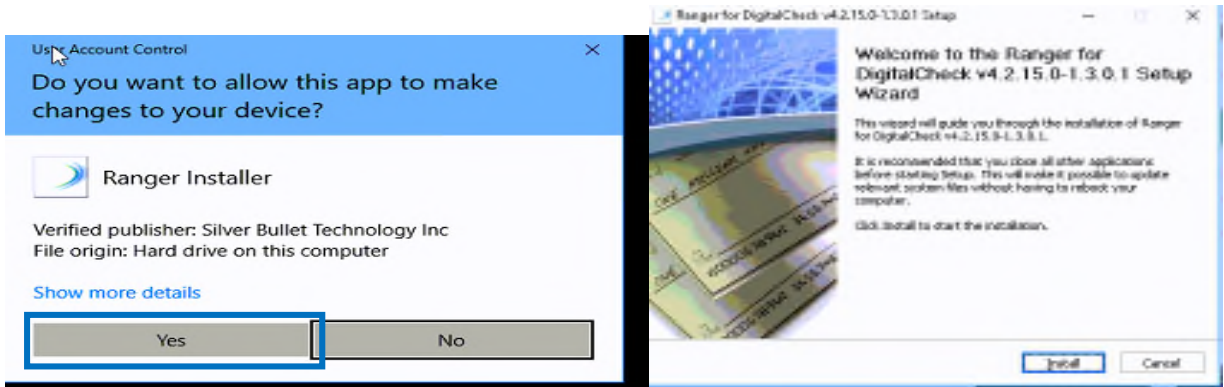 User Account Control
Do you want to allow this app to make
changes to your device?
Ranger Installer
Verified publisher: Silver Bullet Technology Inc
File origin: Hard drive on this computer
Show more details
Yes
No
Ranger for DigitalCheck v4.2.15.0-1.3.0.1 Setup
Welcome to the Ranger for
DigitalCheck v4.2.15.0-1.3.0.1 Setup
Wizard
This wizard will guide you through the installation of Ranger
for DigitalCheck v4.2.15.0-1.3.0.1.
It is recommended that you close all other applications
before starting Setup. This will make it possible to update
relevant system files without having to reboot your
computer.
Click Install to start the installation.
Install
Cancel